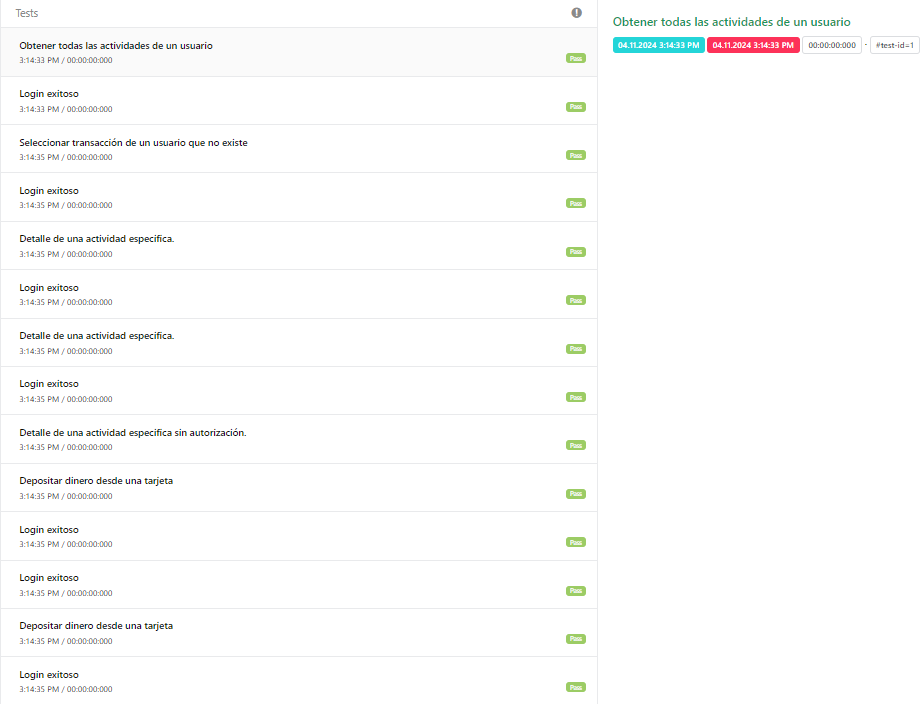 Tests
Obtener todas las actividades de un usuario
3:14:33 PM / 00:00:00:000
Pass
Login exitoso
3:14:33 PM / 00:00:00:000
Pass
Seleccionar transacción de un usuario que no existe
3:14:35 PM / 00:00:00:000
Pass
Login exitoso
3:14:35 PM / 00:00:00:000
Pass
Detalle de una actividad específica.
3:14:35 PM / 00:00:00:000
Pass
Login exitoso
3:14:35 PM / 00:00:00:000
Pass
Detalle de una actividad específica.
3:14:35 PM / 00:00:00:000
Pass
Login exitoso
3:14:35 PM / 00:00:00:000
Pass
Detalle de una actividad específica sin autorización.
3:14:35 PM / 00:00:00:000
Pass
Depositar dinero desde una tarjeta
3:14:35 PM / 00:00:00:000
Pass
Login exitoso
3:14:35 PM / 00:00:00:000
Pass
Login exitoso
3:14:35 PM / 00:00:00:000
Pass
Depositar dinero desde una tarjeta
3:14:35 PM / 00:00:00:000
Pass
Login exitoso
3:14:35 PM / 00:00:00:000
Pass
Obtener todas las actividades de un usuario
04.11.2024 3:14:33 PM 04.11.2024 3:14:33 PM 00:00:00:000 · #test-id=1